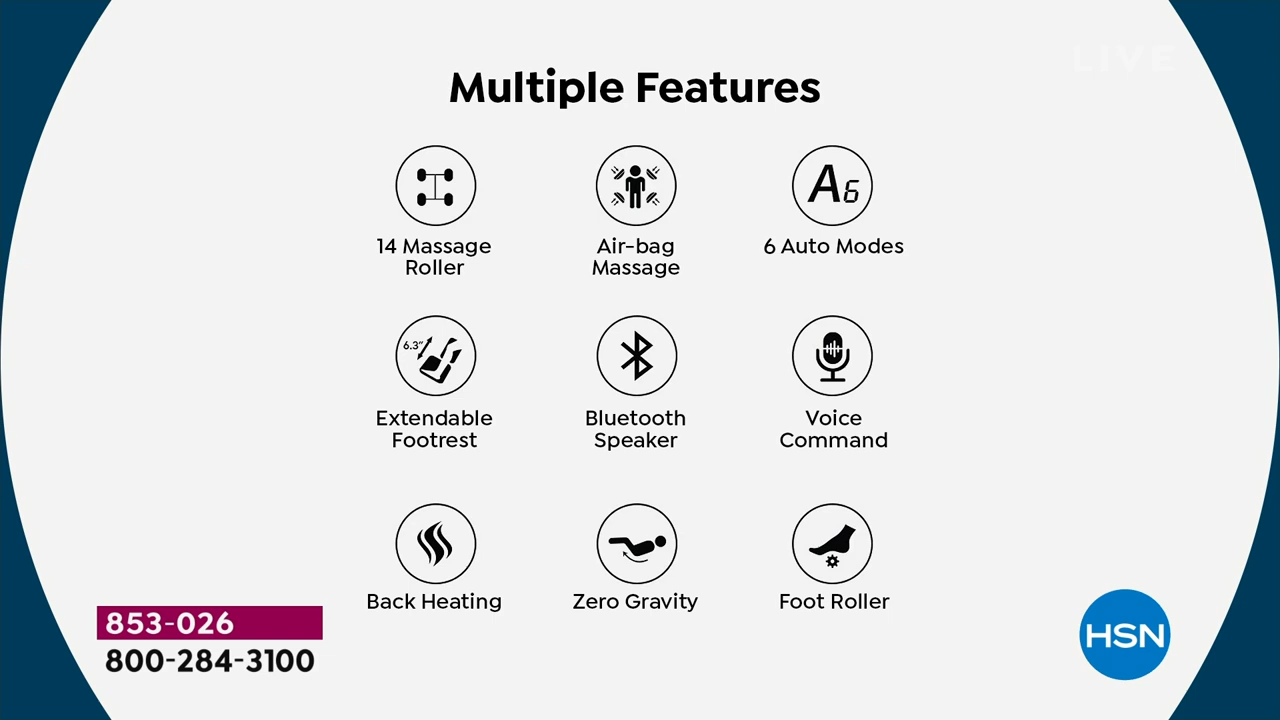 LIVE
Multiple Features
A6
14 Massage
Roller
Air-bag
Massage
6 Auto Modes
6.3"
Extendable
Footrest
Bluetooth
Speaker
Voice
Command
Back Heating
Zero Gravity
Foot Roller
853-026
800-284-3100
HSN